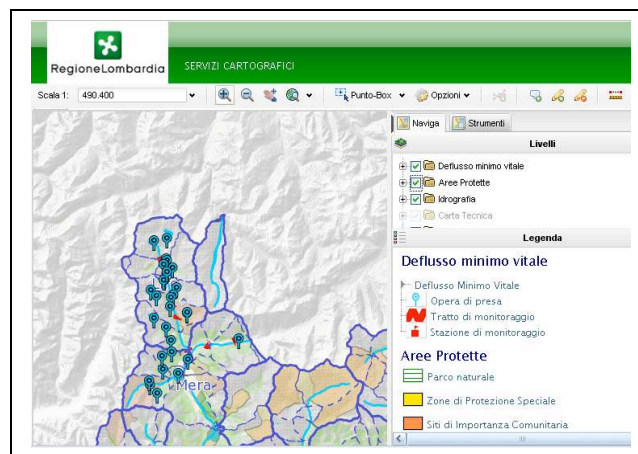 RegioneLombardia
SERVIZI CARTOGRAFICI
Scala 1: 490.400 Punto-Box Opzioni
Naviga Strumenti
Livelli
Deflusso minimo vitale
Aree Protette
Idrografia
Carta Tecnica
Legenda
Deflusso minimo vitale
Deflusso Minimo Vitale
Opera di presa
Tratto di monitoraggio
Stazione di monitoraggio
Aree Protette
Parco naturale
Zone di Protezione Speciale
Siti di Importanza Comunitaria
Mera